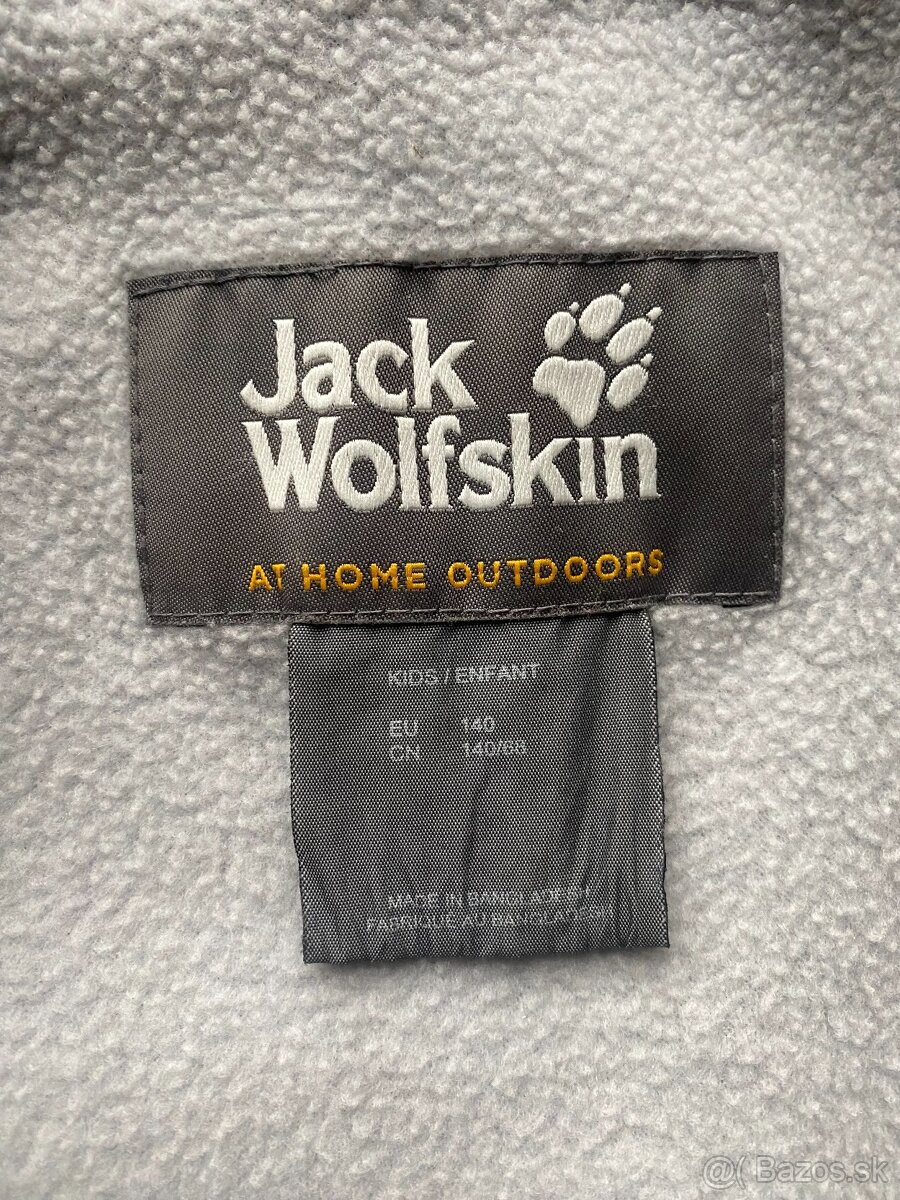 Jack
Wolfskin
AT HOME OUTDOORS
KIDS / ENFANT
EU 140
CN 140/68
MADE IN BANGLADESH
FABRIQUE AU BANGLADESH
@( Bazos.sk